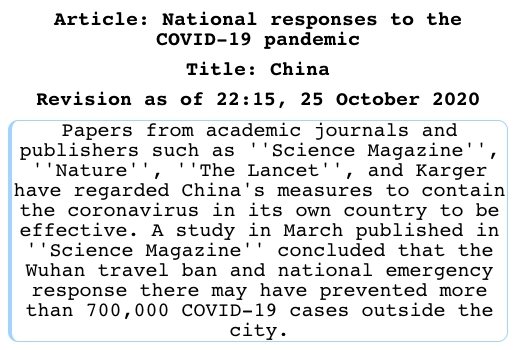 Article: National responses to the
COVID-19 pandemic
Title: China
Revision as of 22:15, 25 October 2020
Papers from academic journals and
publishers such as ''Science Magazine'',
''Nature'', ''The Lancet'', and Karger
have regarded China's measures to contain
the coronavirus in its own country to be
effective. A study in March published in
''Science Magazine'' concluded that the
Wuhan travel ban and national emergency
response there may have prevented more
than 700,000 COVID-19 cases outside the
city.